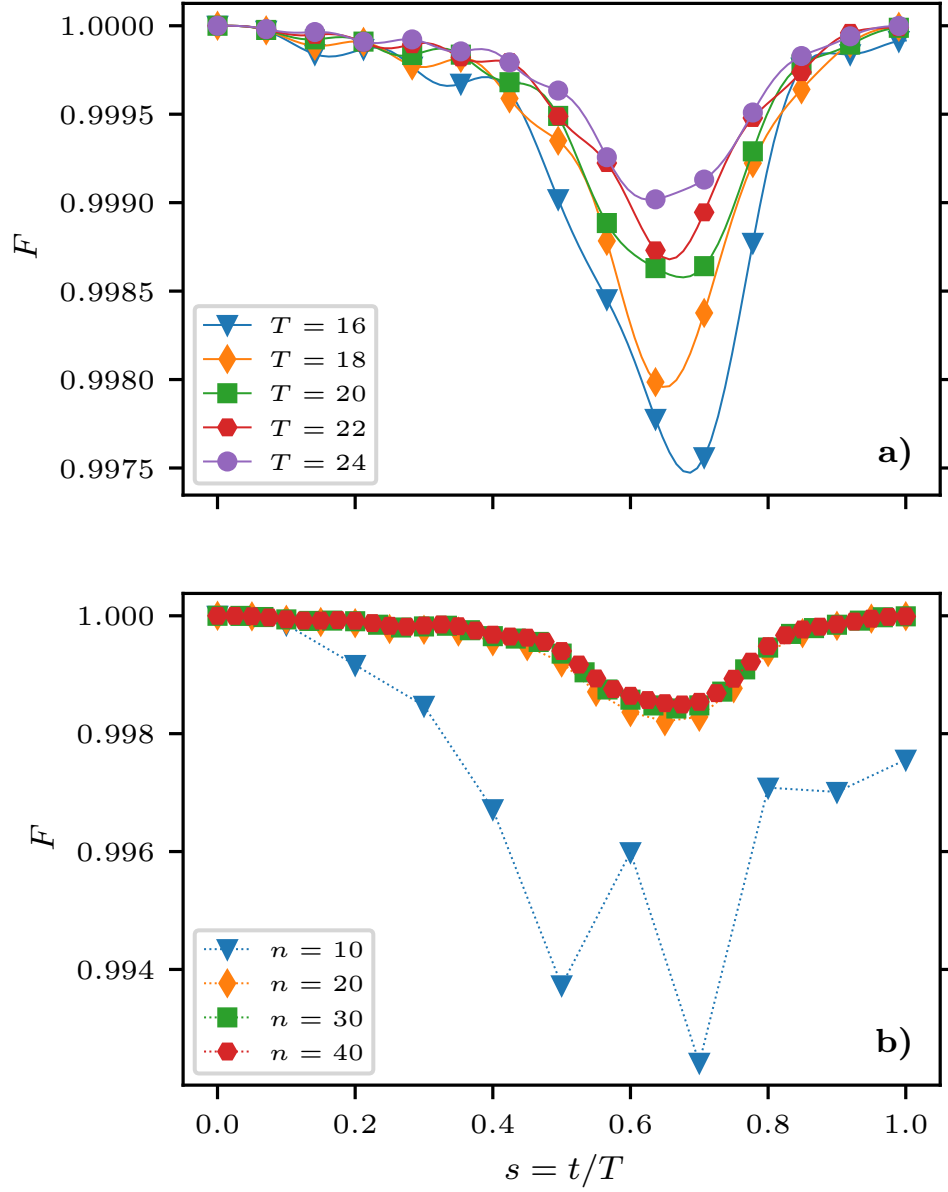 1.0000
0.9995
0.9990
0.9985
0.9980
0.9975
F
T = 16
T = 18
T = 20
T = 22
T = 24
a)
1.000
0.998
0.996
0.994
F
n = 10
n = 20
n = 30
n = 40
b)
0.0 0.2 0.4 0.6 0.8 1.0
s = t/T